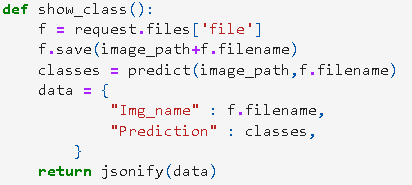 def show_class():
    f = request.files['file']
    f.save(image_path+f.filename)
    classes = predict(image_path,f.filename)
    data = {
            "Img_name" : f.filename,
            "Prediction" : classes,
        }
    return jsonify(data)